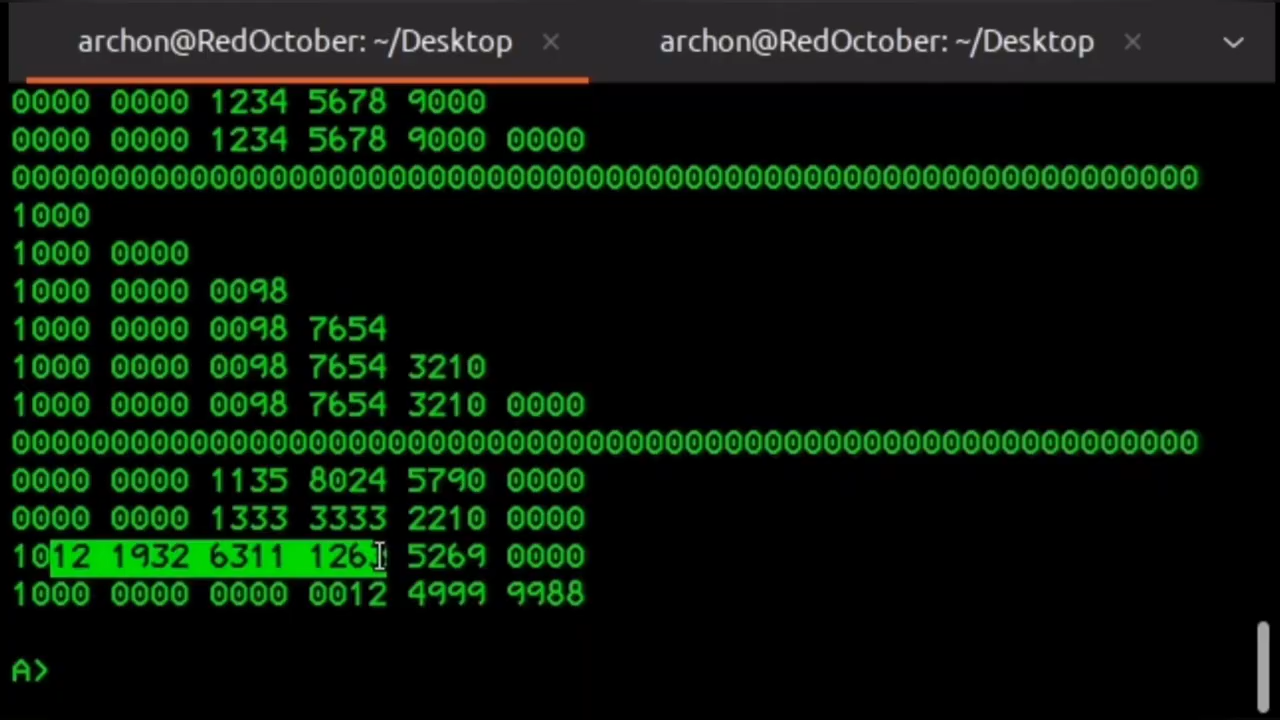 archon@RedOctober: ~/Desktop × archon@RedOctober: ~/Desktop ×
0000 0000 1234 5678 9000
0000 0000 1234 5678 9000 0000
000000000000000000000000000000000000000000000000000000000000
1000
1000 0000
1000 0000 0098
1000 0000 0098 7654
1000 0000 0098 7654 3210
1000 0000 0098 7654 3210 0000
000000000000000000000000000000000000000000000000000000000000
0000 0000 1135 8024 5790 0000
0000 0000 1333 3333 2210 0000
1012 1932 6311 1263 5269 0000
1000 0000 0000 0012 4999 9988
A>